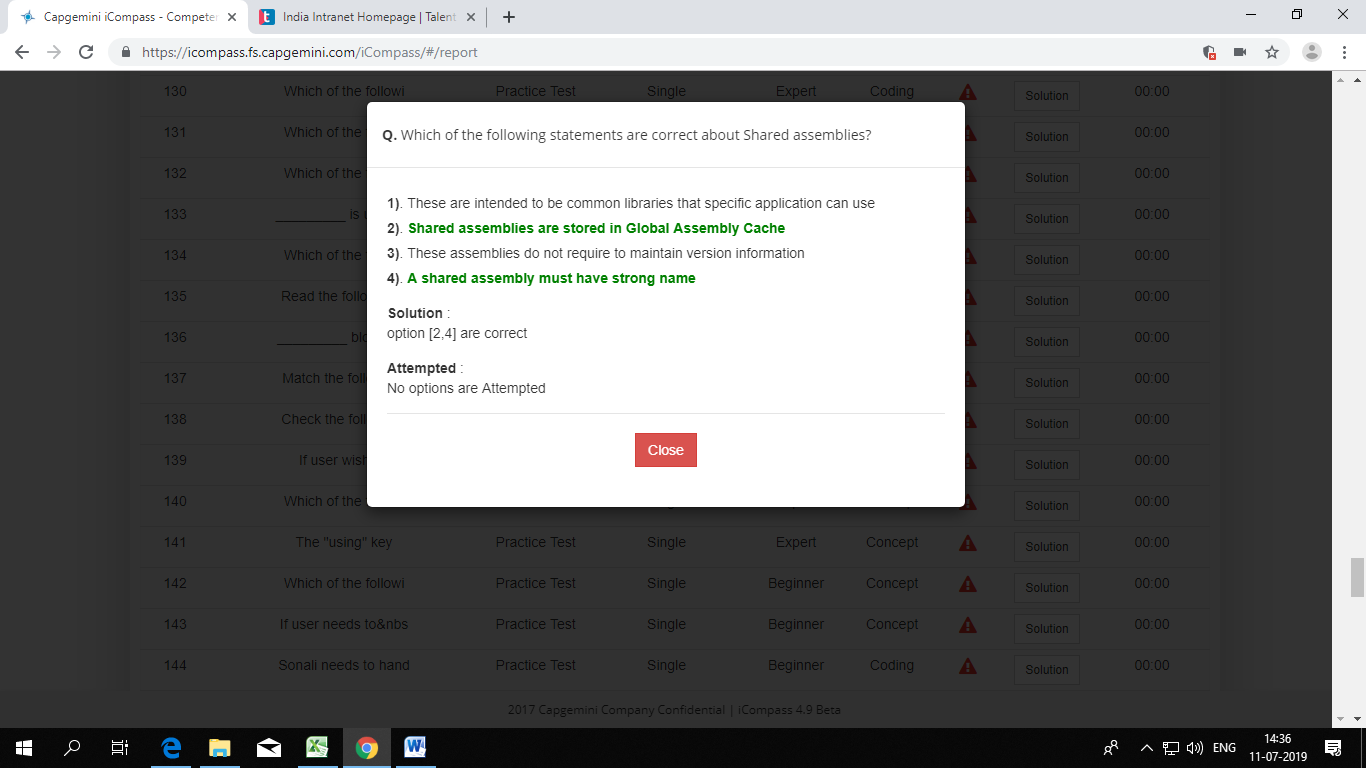 Capgemini iCompass - Competer
India Intranet Homepage | Talent
https://icompass.fs.capgemini.com/iCompass/#/report
130 Which of the followi Practice Test Single Expert Coding Solution 00:00
131 Which of the Solution 00:00
132 Which of the Solution 00:00
133 __________ is Solution 00:00
134 Which of the Solution 00:00
135 Read the follo Solution 00:00
136 __________ blo Solution 00:00
137 Match the foll Solution 00:00
138 Check the foll Solution 00:00
139 If user wish Solution 00:00
140 Which of the Solution 00:00
141 The "using" key Practice Test Single Expert Concept Solution 00:00
142 Which of the followi Practice Test Single Beginner Concept Solution 00:00
143 If user needs to&nbs Practice Test Single Beginner Concept Solution 00:00
144 Sonali needs to hand Practice Test Single Beginner Coding Solution 00:00
Q. Which of the following statements are correct about Shared assemblies?
1). These are intended to be common libraries that specific application can use
2). Shared assemblies are stored in Global Assembly Cache
3). These assemblies do not require to maintain version information
4). A shared assembly must have strong name
Solution :
option [2,4] are correct
Attempted :
No options are Attempted
Close
2017 Capgemini Company Confidential | iCompass 4.9 Beta
ENG
14:36
11-07-2019